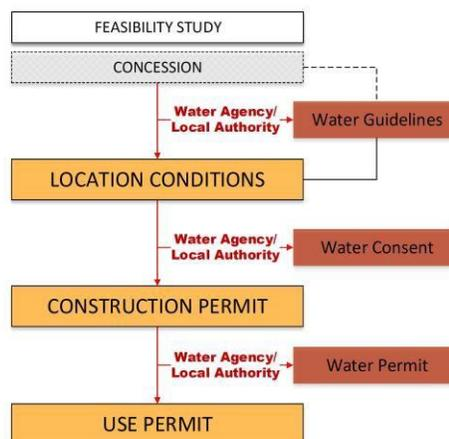 FEASIBILITY STUDY
CONCESSION
Water Agency/
Local Authority
Water Guidelines
LOCATION CONDITIONS
Water Agency/
Local Authority
Water Consent
CONSTRUCTION PERMIT
Water Agency/
Local Authority
Water Permit
USE PERMIT